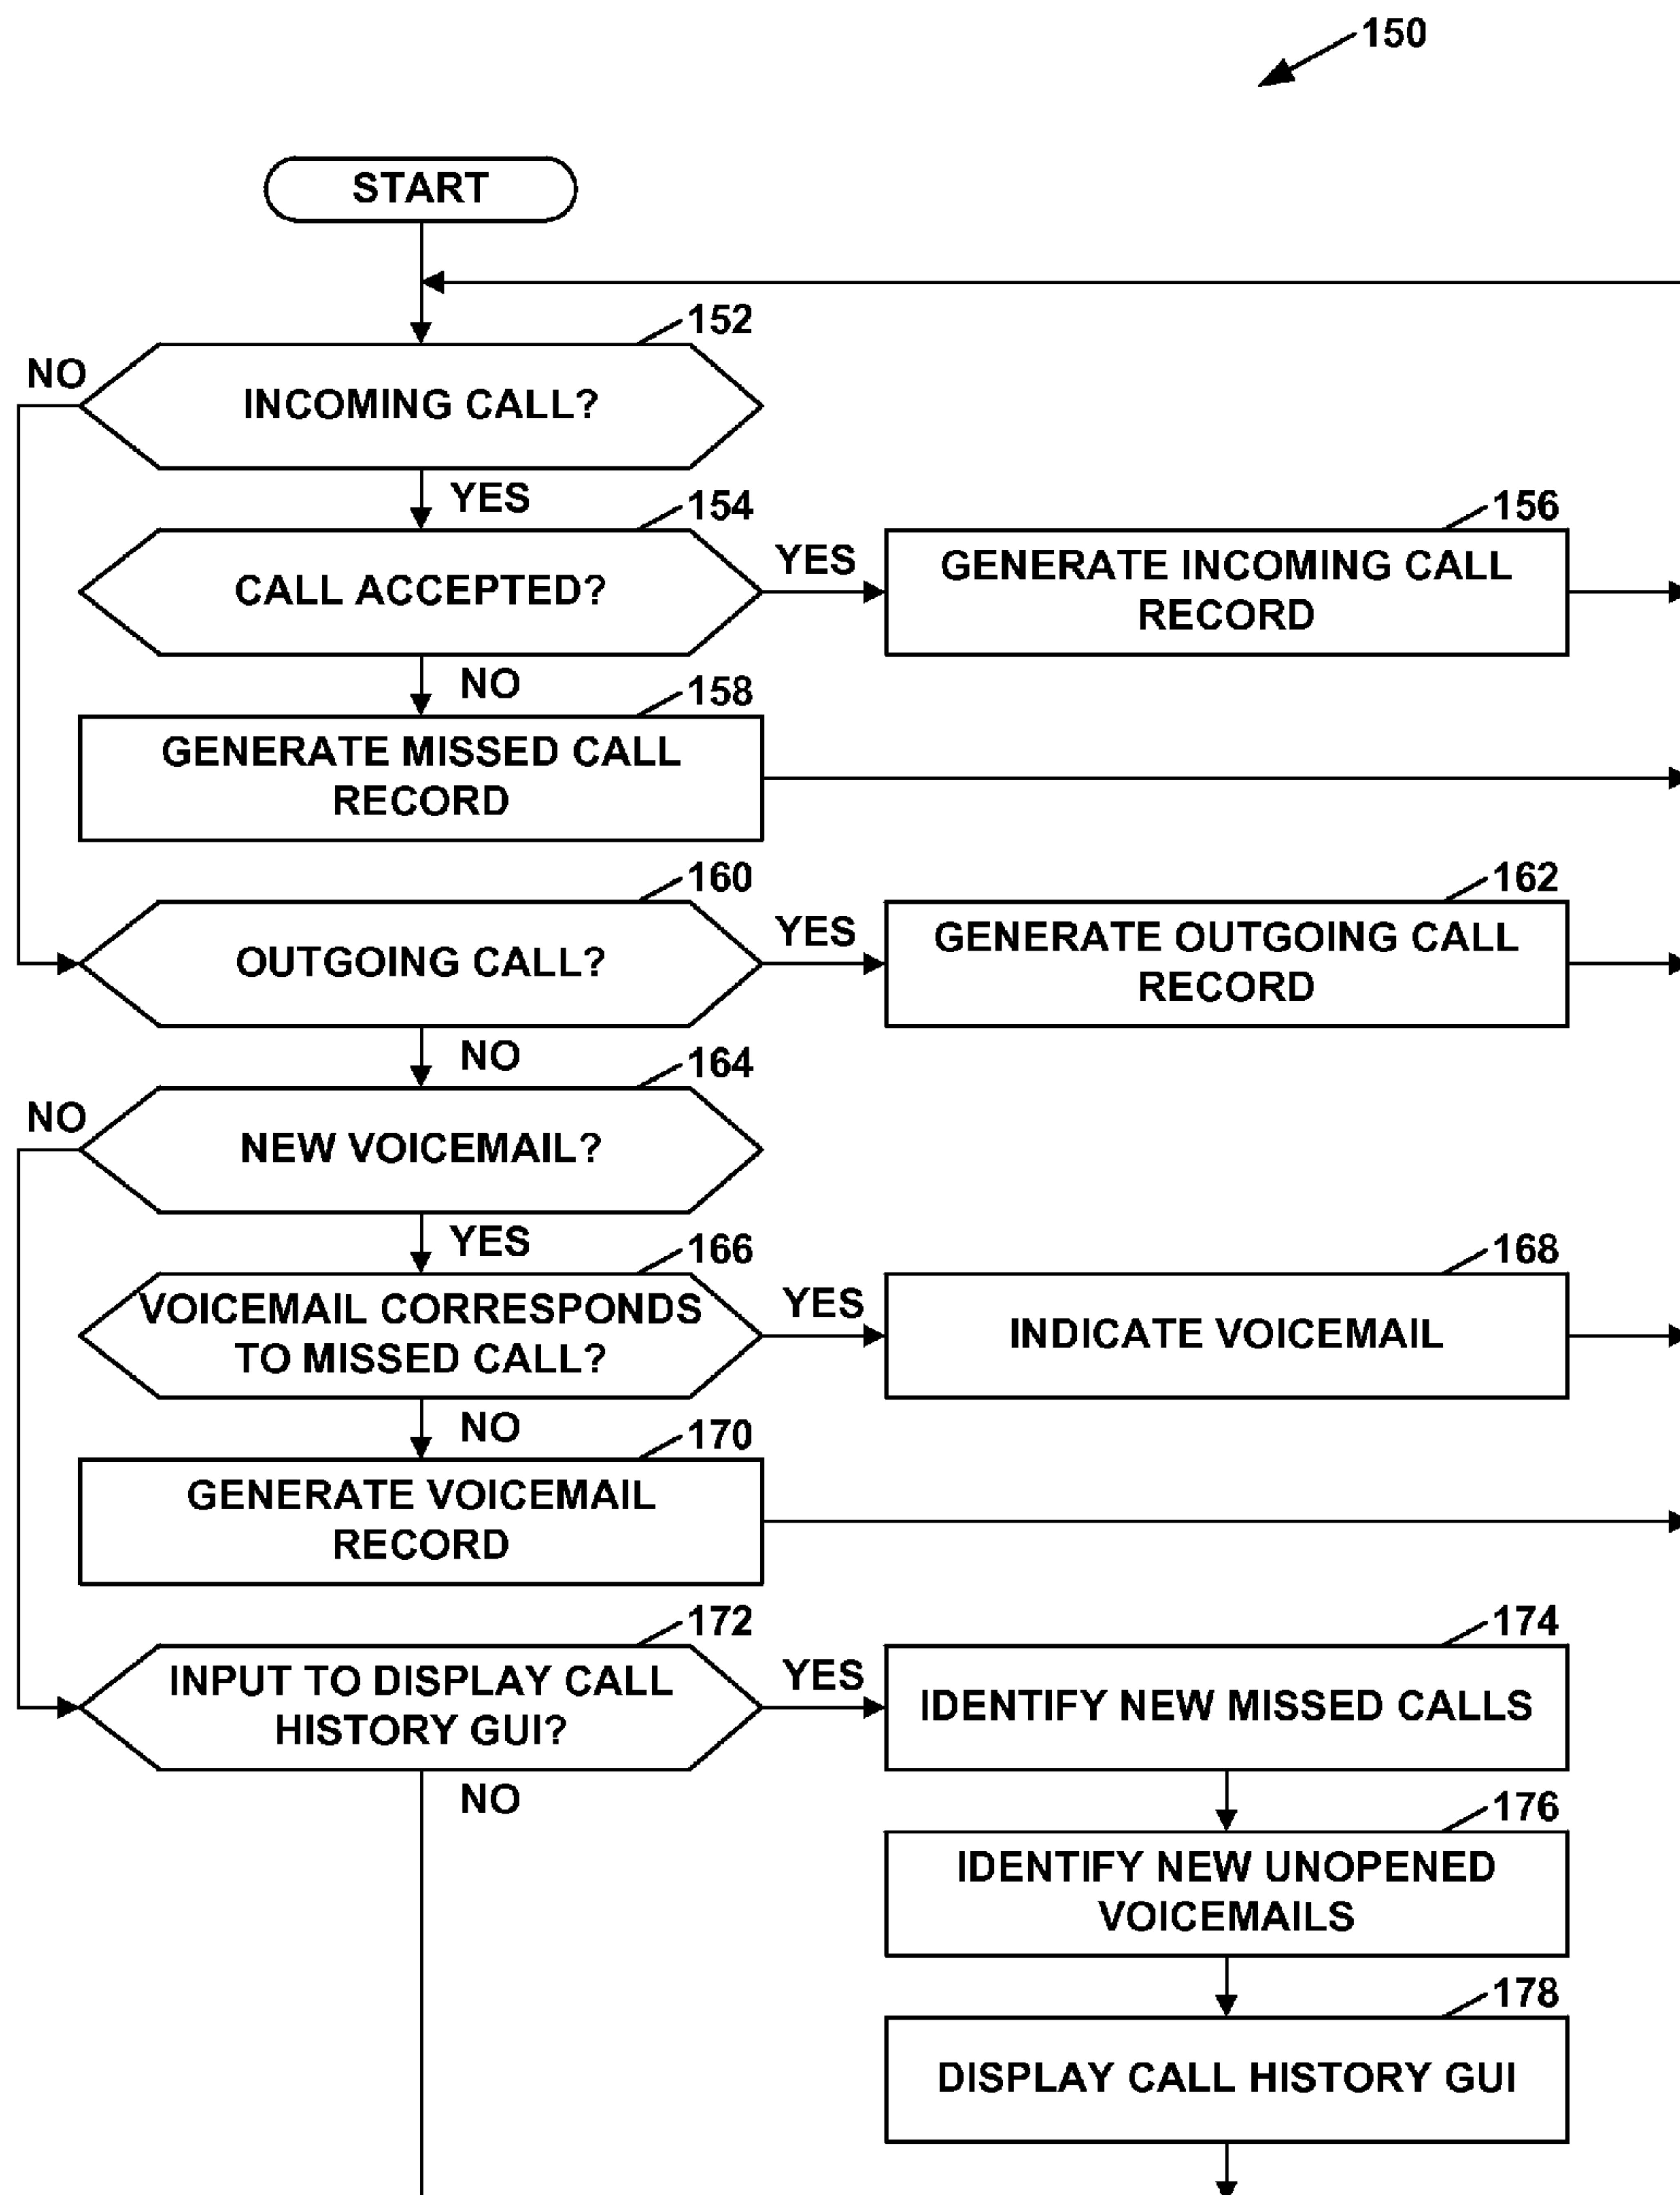 150
START
152
NO
INCOMING CALL?
YES
154
156
CALL ACCEPTED?
YES
GENERATE INCOMING CALL
RECORD
NO
158
GENERATE MISSED CALL
RECORD
160
162
OUTGOING CALL?
YES
GENERATE OUTGOING CALL
RECORD
NO
164
NO
NEW VOICEMAIL?
YES
166
168
VOICEMAIL CORRESPONDS
TO MISSED CALL?
YES
INDICATE VOICEMAIL
NO
170
GENERATE VOICEMAIL
RECORD
172
174
INPUT TO DISPLAY CALL
HISTORY GUI?
YES
IDENTIFY NEW MISSED CALLS
NO
176
IDENTIFY NEW UNOPENED
VOICEMAILS
178
DISPLAY CALL HISTORY GUI